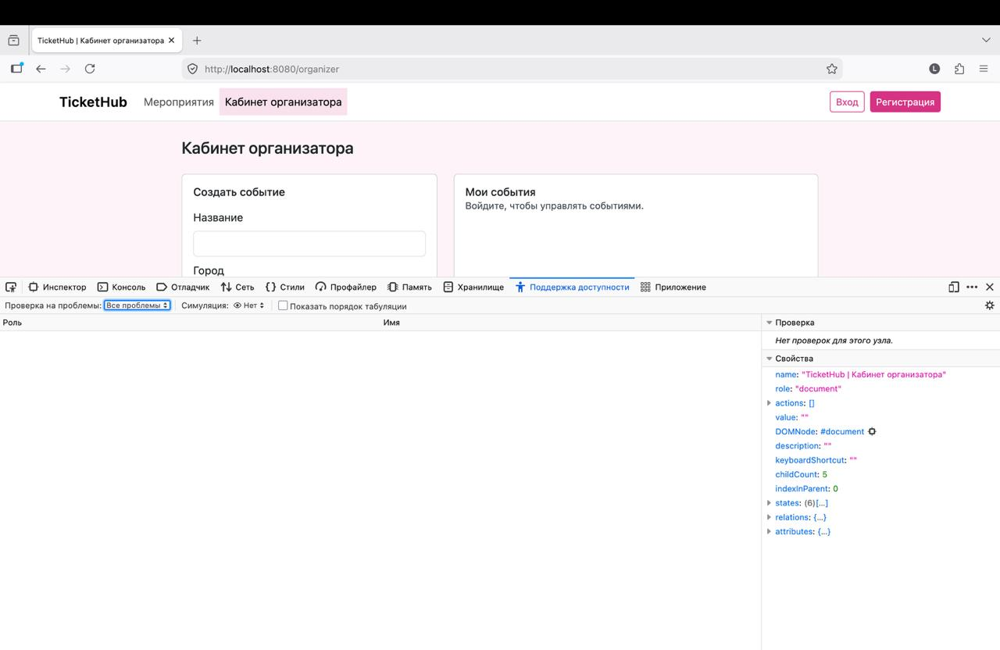 TicketHub | Кабинет организатора
http://localhost:8080/organizer
L
TicketHub Мероприятия Кабинет организатора Вход Регистрация
Кабинет организатора
Создать событие
Название
Город
Мои события
Войдите, чтобы управлять событиями.
Инспектор Консоль Отладчик Сеть Стили Профайлер Память Хранилище Поддержка доступности Приложение
Проверка на проблемы: Все проблемы Симуляция: Нет Показать порядок табуляции
Роль Имя
Проверка
Нет проверок для этого узла.
Свойства
name: "TicketHub | Кабинет организатора"
role: "document"
actions: []
value: ""
DOMNode: #document
description: ""
keyboardShortcut: ""
childCount: 5
indexInParent: 0
states: (6)[…]
relations: {…}
attributes: {…}